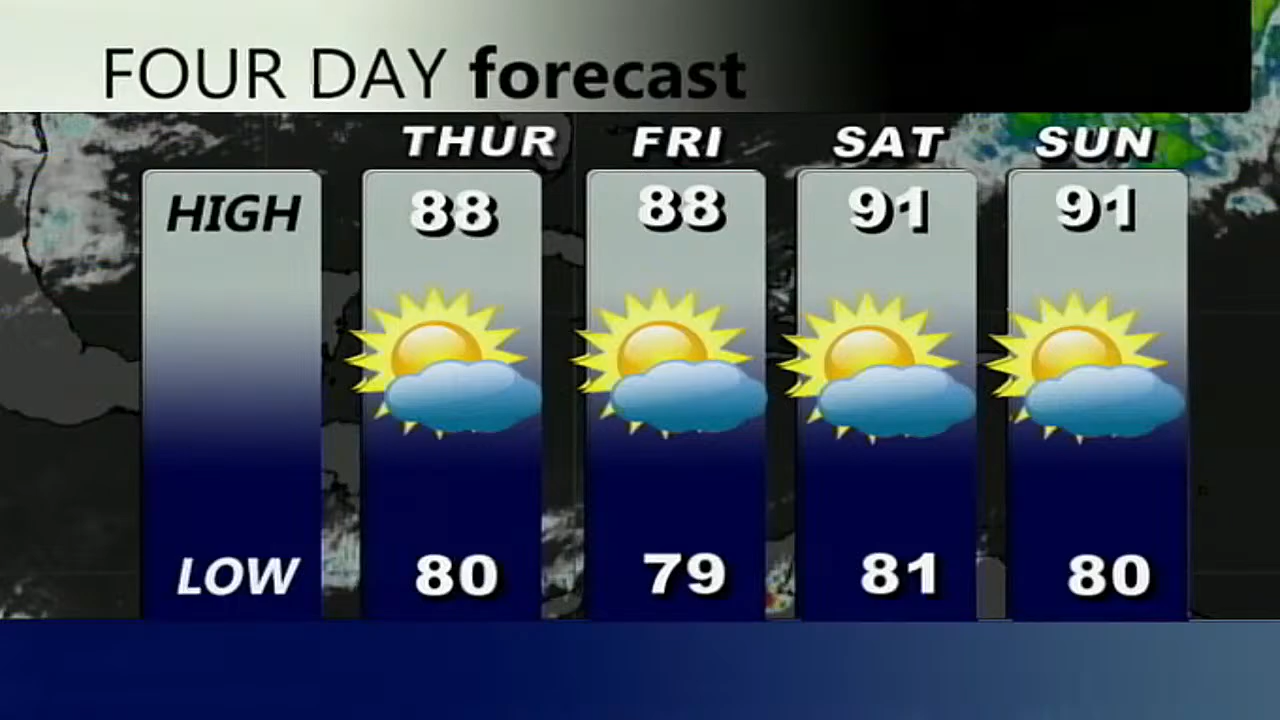 FOUR DAY forecast
THUR FRI SAT SUN
HIGH 88 88 91 91
LOW 80 79 81 80